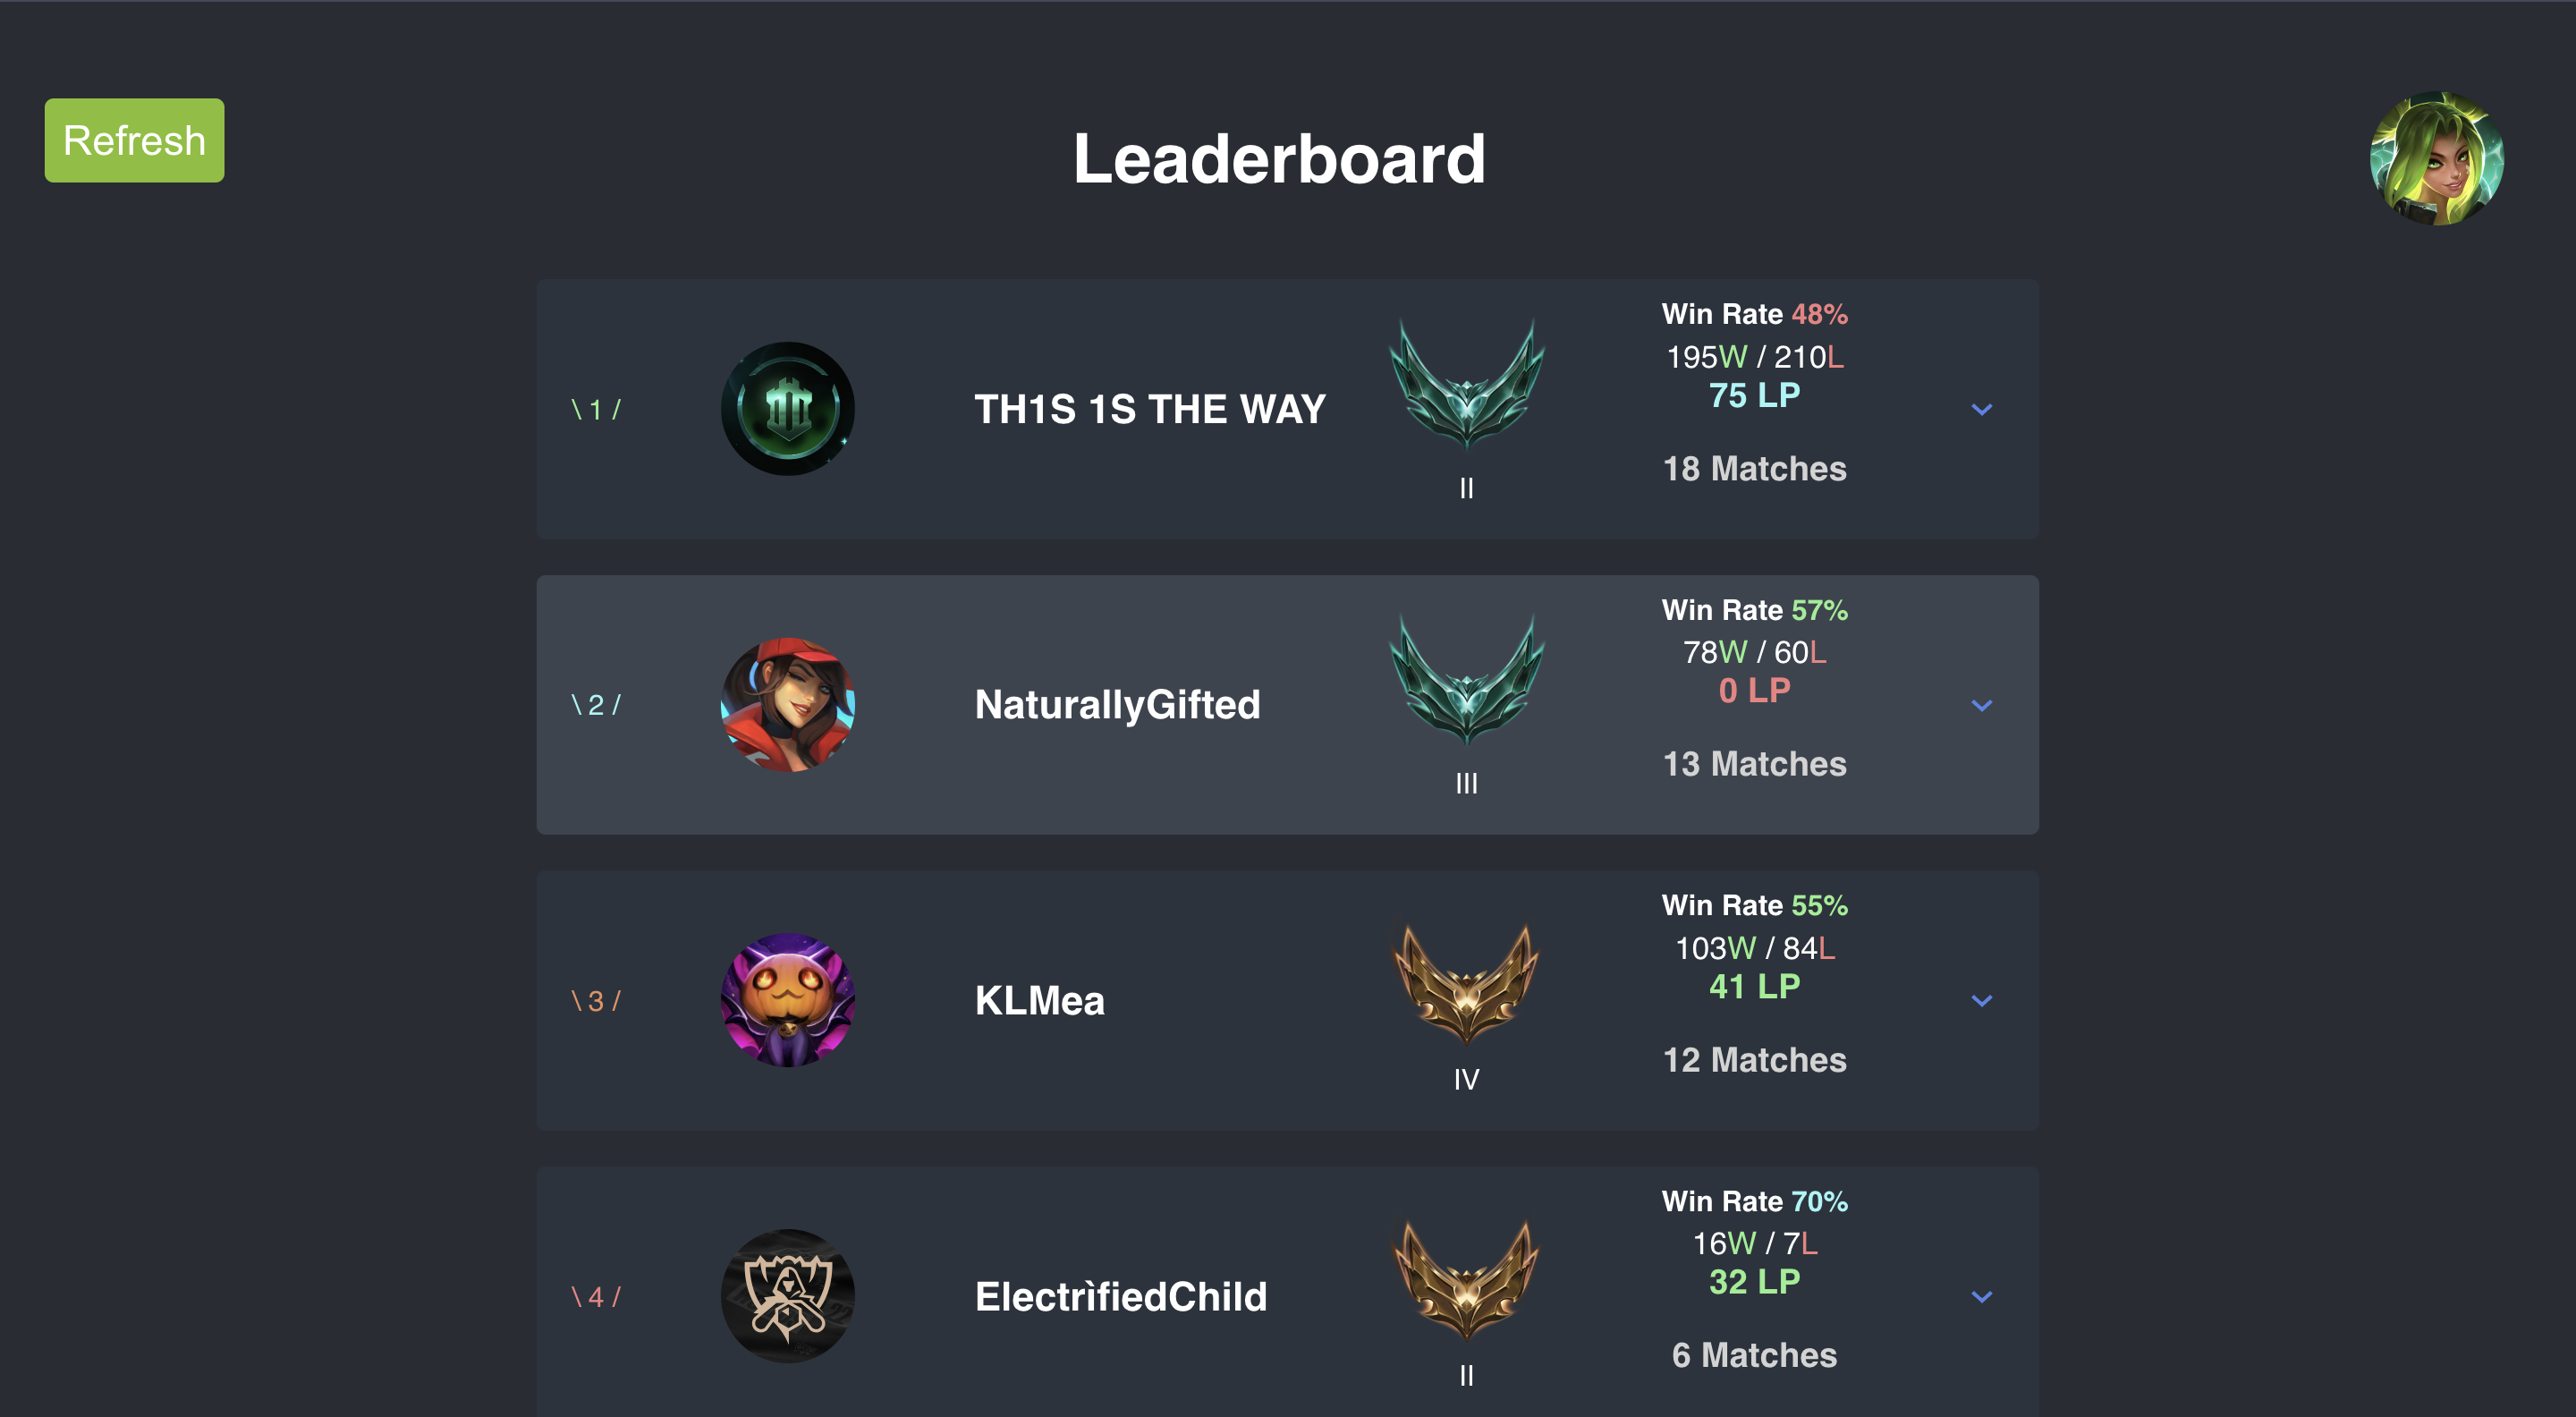 Refresh
Leaderboard
\ 1 /
TH1S 1S THE WAY
II
Win Rate 48%
195W / 210L
75 LP
18 Matches
\ 2 /
NaturallyGifted
III
Win Rate 57%
78W / 60L
0 LP
13 Matches
\ 3 /
KLMea
IV
Win Rate 55%
103W / 84L
41 LP
12 Matches
\ 4 /
ElectrìfiedChild
II
Win Rate 70%
16W / 7L
32 LP
6 Matches